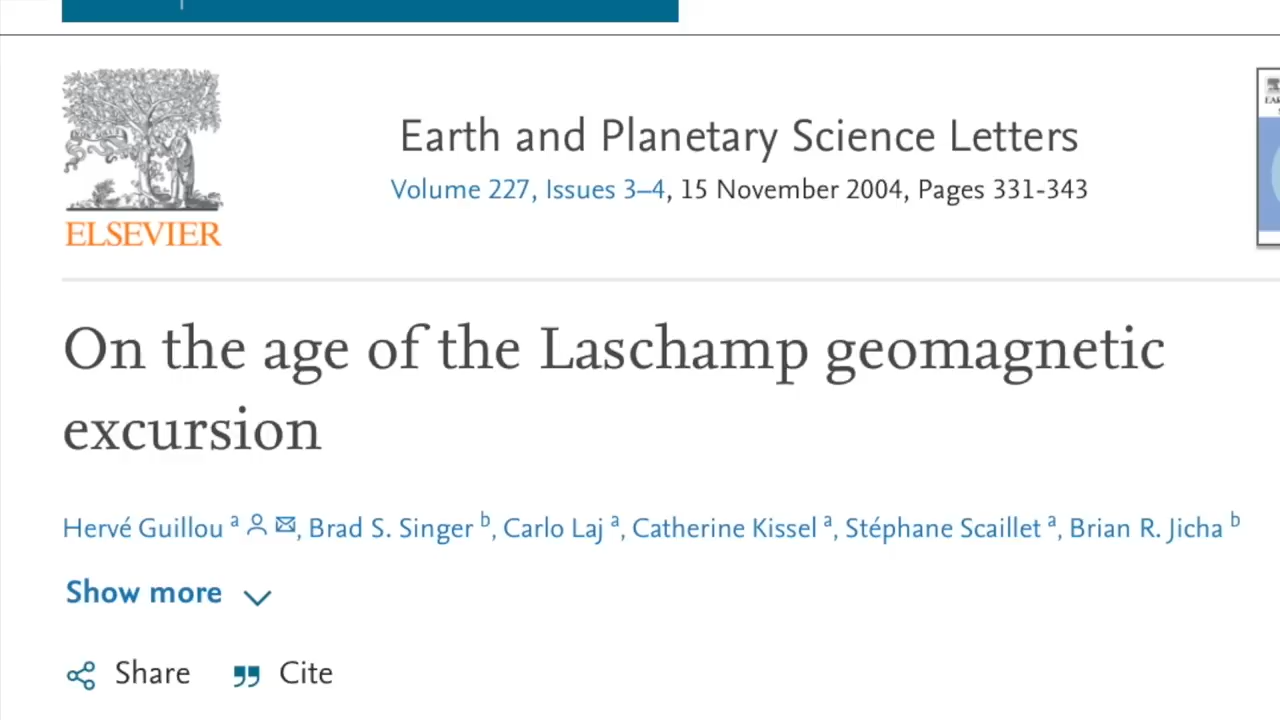 ELSEVIER
Earth and Planetary Science Letters
Volume 227, Issues 3–4, 15 November 2004, Pages 331-343
On the age of the Laschamp geomagnetic
excursion
Hervé Guillou a, Brad S. Singer b, Carlo Laj a, Catherine Kissel a, Stéphane Scaillet a, Brian R. Jicha b
Show more
Share Cite